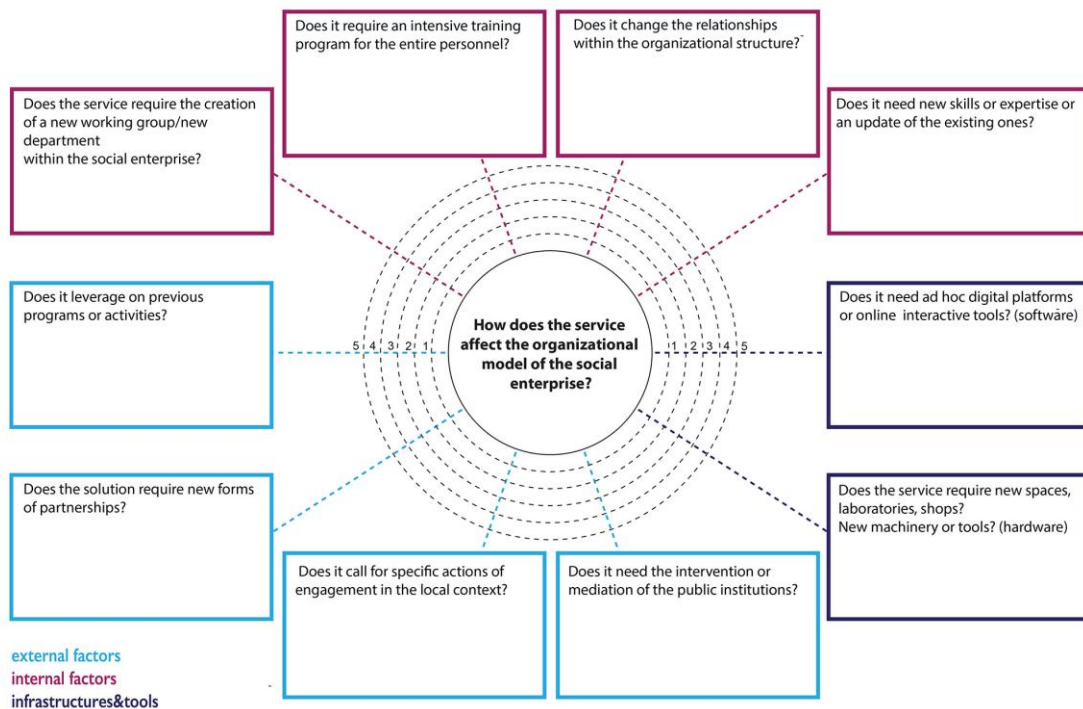 Does it require an intensive training
program for the entire personnel?
Does it change the relationships
within the organizational structure?
Does the service require the creation
of a new working group/new
department
within the social enterprise?
Does it need new skills or expertise or
an update of the existing ones?
Does it leverage on previous
programs or activities?
How does the service
affect the organizational
model of the social
enterprise?
5 4 3 2 1
1 2 3 4 5
Does it need ad hoc digital platforms
or online interactive tools? (software)
Does the solution require new forms
of partnerships?
Does the service require new spaces,
laboratories, shops?
New machinery or tools? (hardware)
Does it call for specific actions of
engagement in the local context?
Does it need the intervention or
mediation of the public institutions?
external factors
internal factors
infrastructures&tools